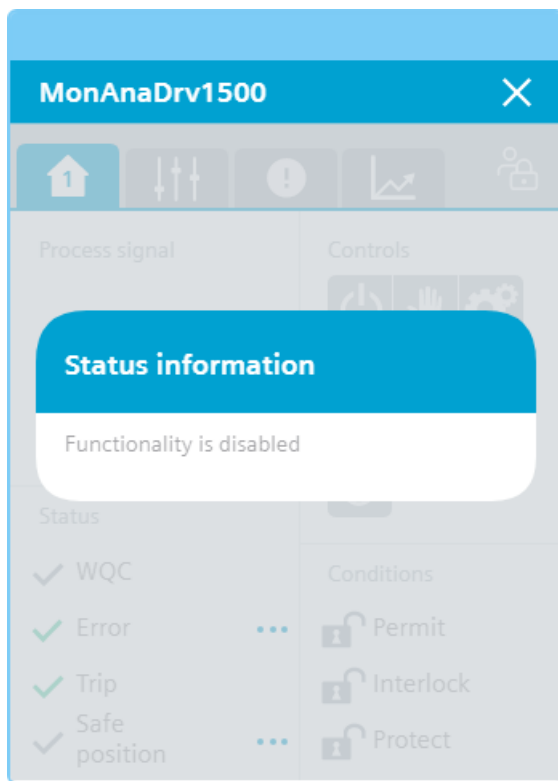 MonAnaDrv1500
1
Process signal
Controls
Status information
Functionality is disabled
Status
WQC
Conditions
Error
Permit
Trip
Interlock
Safe
position
Protect